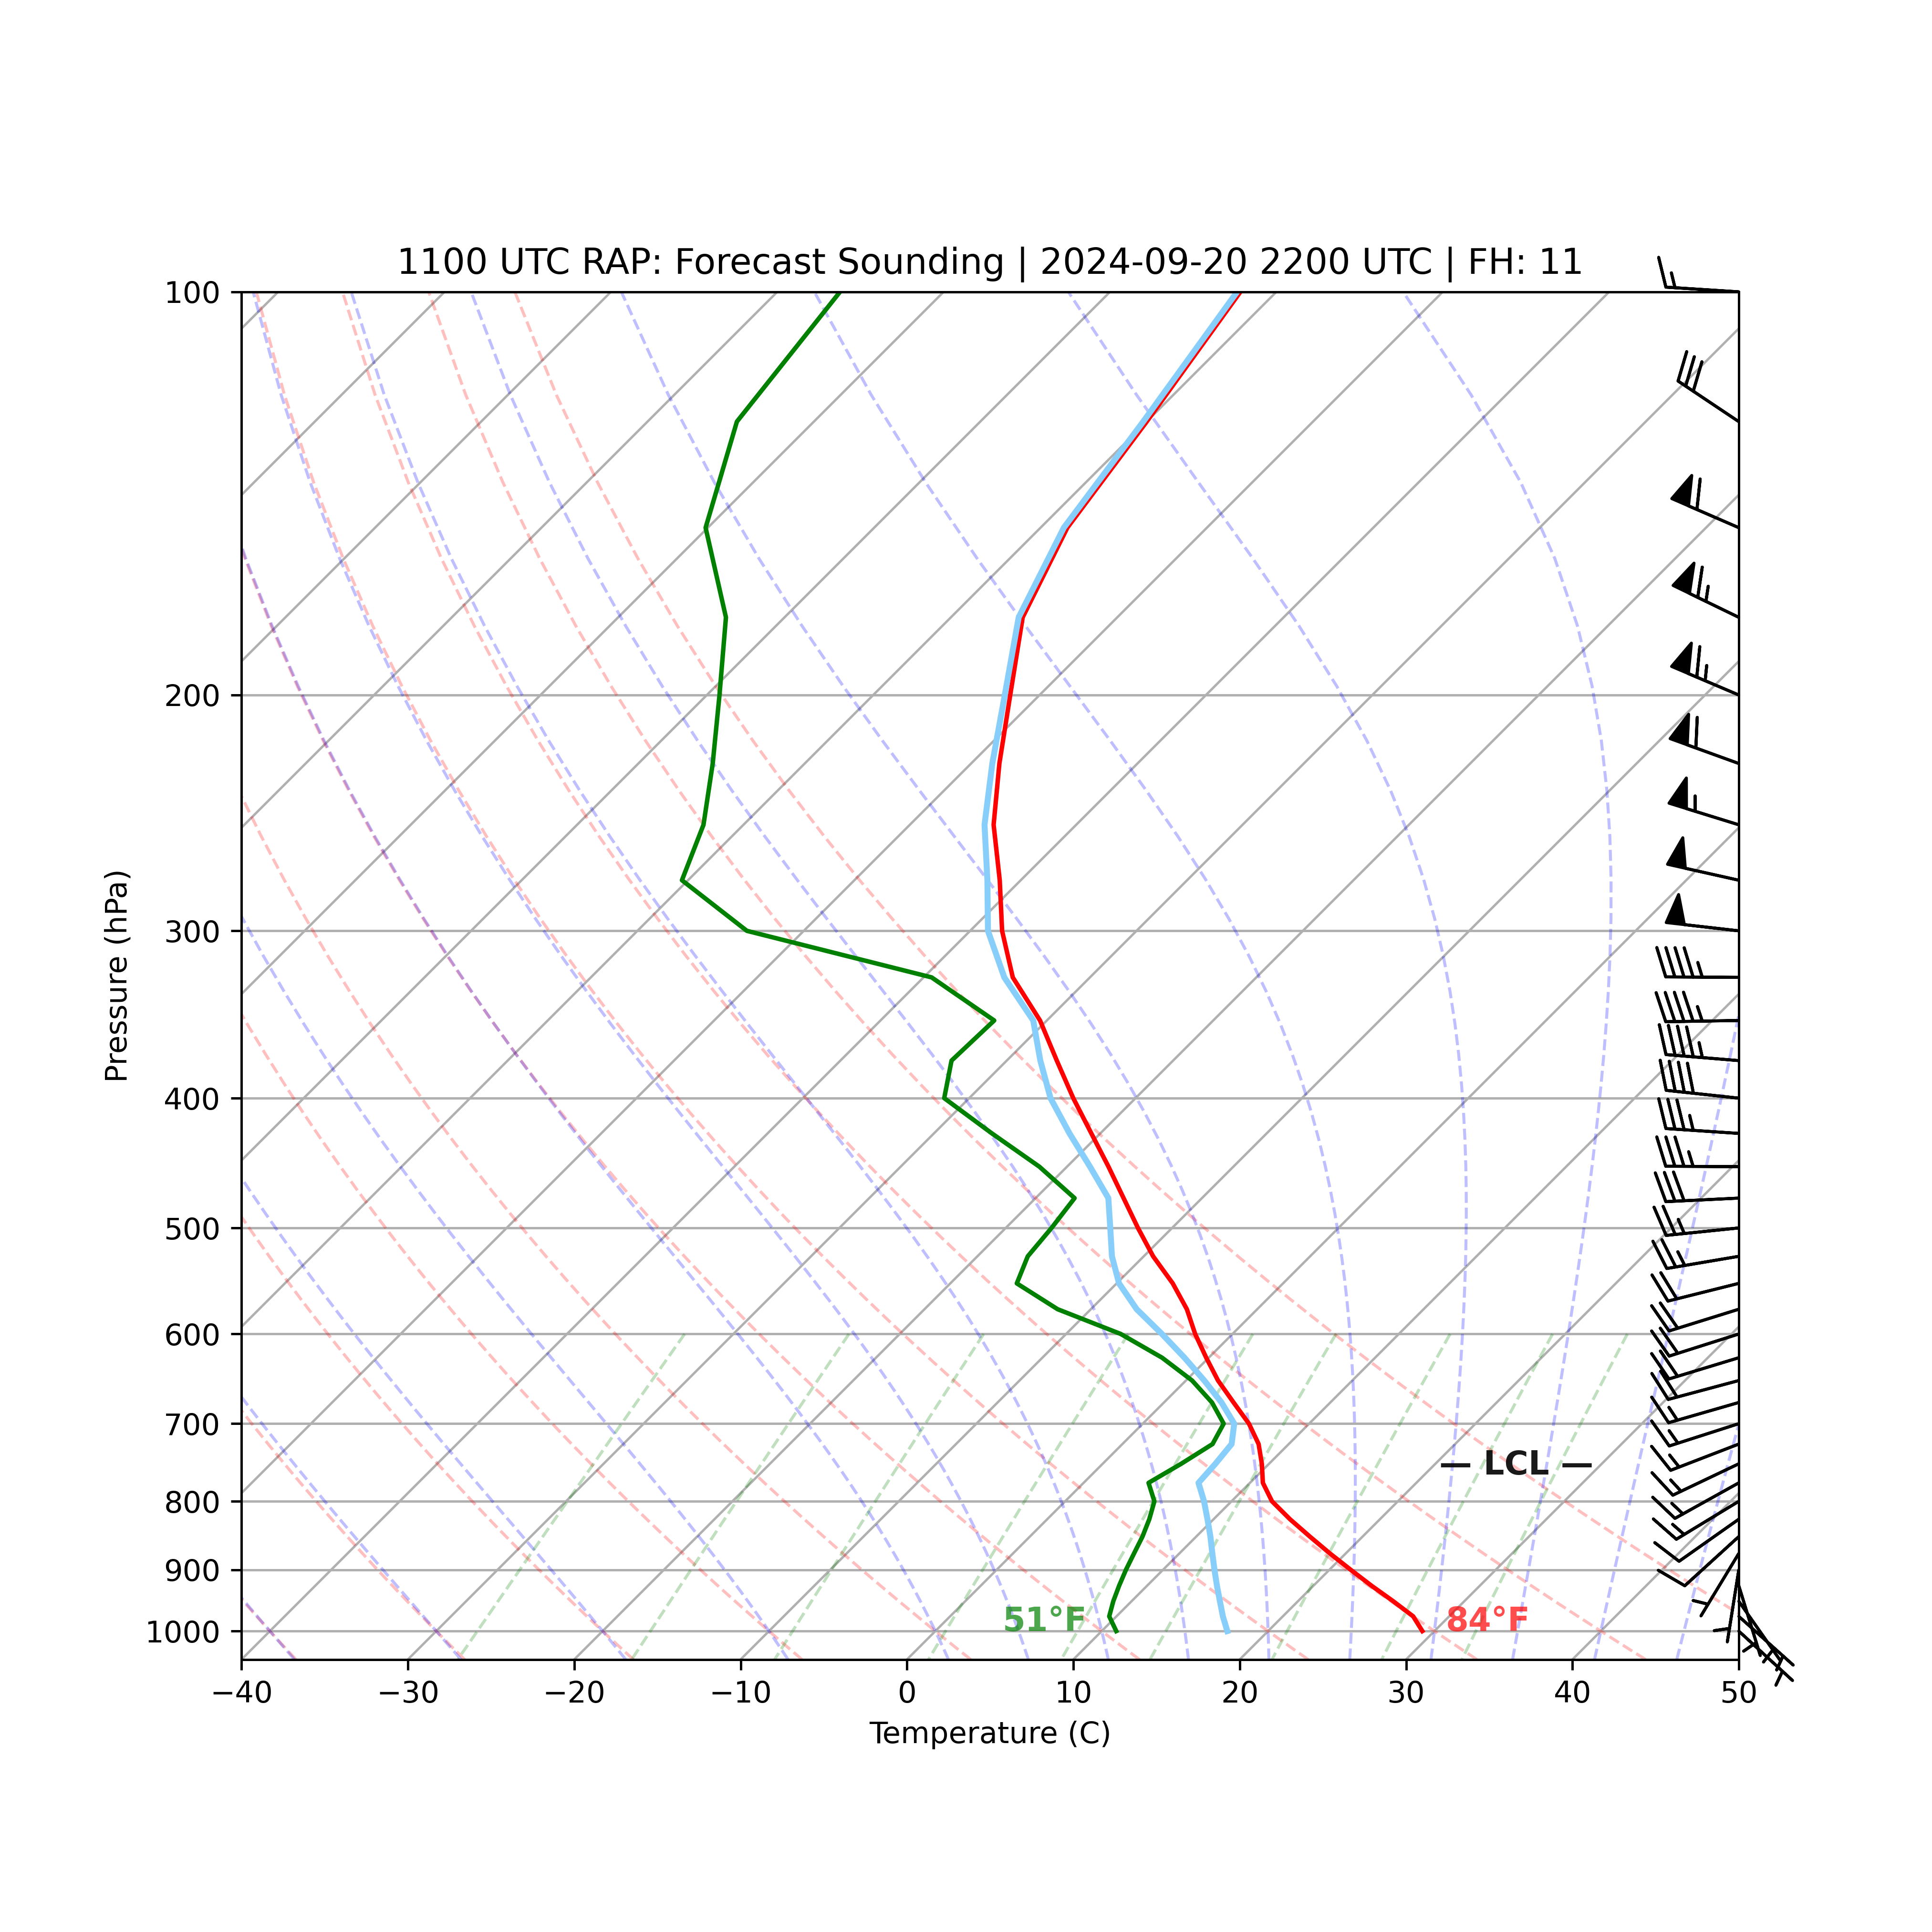 1100 UTC RAP: Forecast Sounding | 2024-09-20 2200 UTC | FH: 11
100
200
300
400
500
600
700
800
900
1000
Pressure (hPa)
— LCL —
51°F
84°F
−40 −30 −20 −10 0 10 20 30 40 50
Temperature (C)